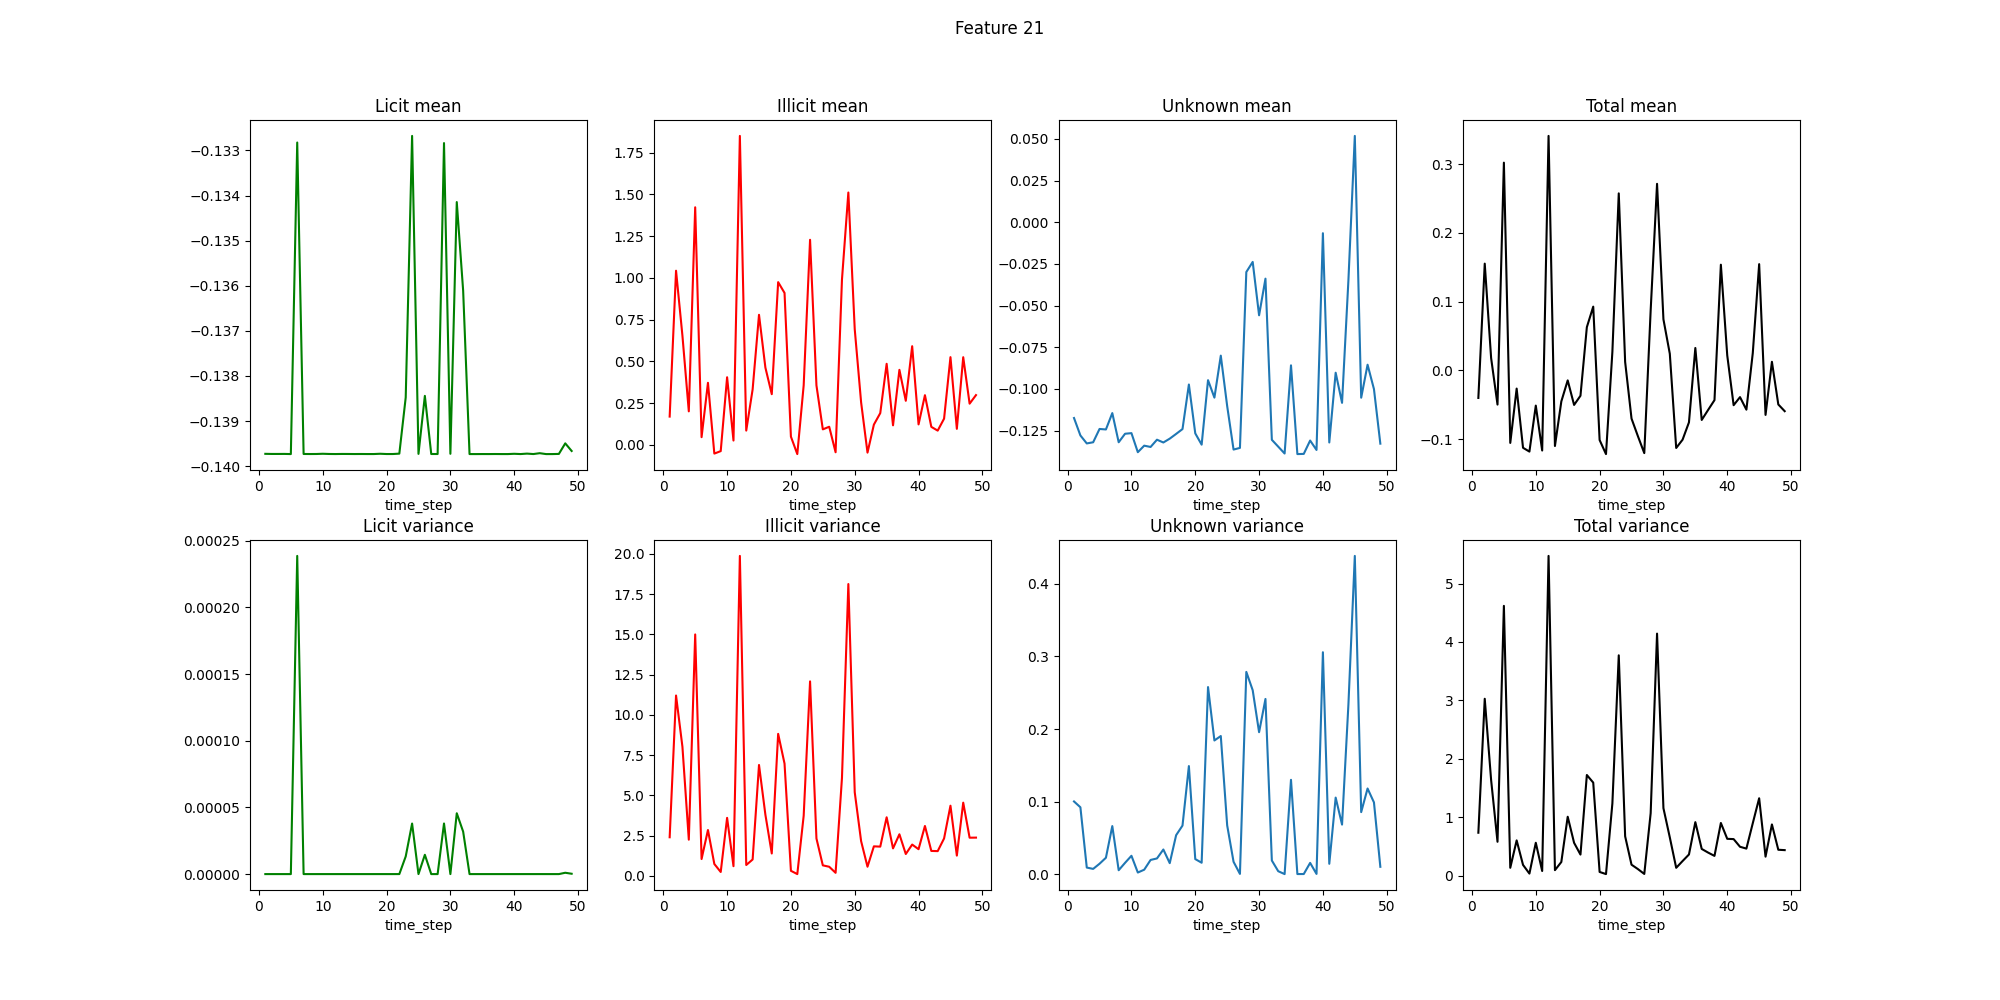 Feature 21
Licit mean Illicit mean Unknown mean Total mean
−0.133 −0.134 −0.135 −0.136 −0.137 −0.138 −0.139 −0.140
1.75 1.50 1.25 1.00 0.75 0.50 0.25 0.00
0.050 0.025 0.000 −0.025 −0.050 −0.075 −0.100 −0.125
0.3 0.2 0.1 0.0 −0.1
0 10 20 30 40 50 0 10 20 30 40 50 0 10 20 30 40 50 0 10 20 30 40 50
time_step time_step time_step time_step
Licit variance Illicit variance Unknown variance Total variance
0.00025 0.00020 0.00015 0.00010 0.00005 0.00000
20.0 17.5 15.0 12.5 10.0 7.5 5.0 2.5 0.0
0.4 0.3 0.2 0.1 0.0
5 4 3 2 1 0
0 10 20 30 40 50 0 10 20 30 40 50 0 10 20 30 40 50 0 10 20 30 40 50
time_step time_step time_step time_step